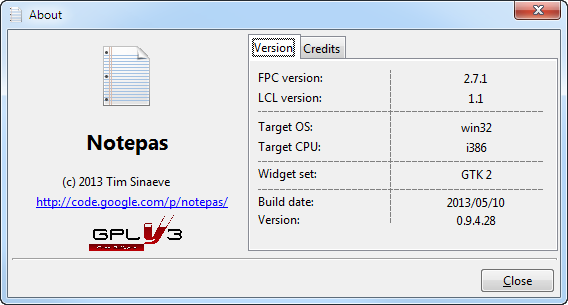 About
Notepas
(c) 2013 Tim Sinaeve
http://code.google.com/p/notepas/
GPL v3
Version Credits
FPC version: 2.7.1
LCL version: 1.1
Target OS: win32
Target CPU: i386
Widget set: GTK 2
Build date: 2013/05/10
Version: 0.9.4.28
Close